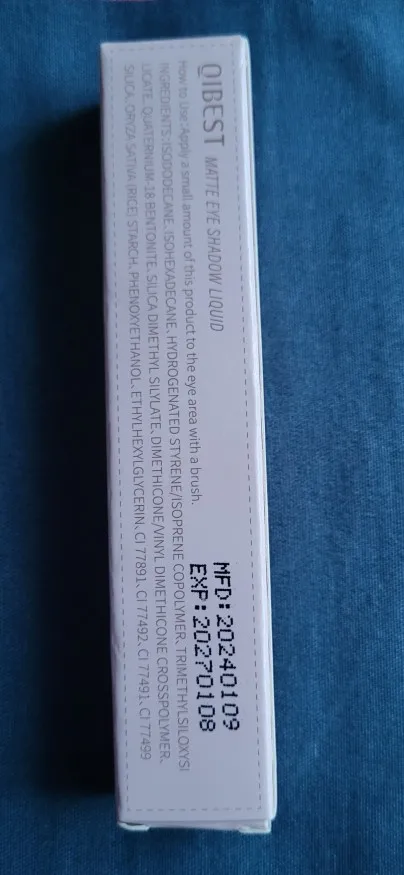 QIBEST MATTE EYE SHADOW LIQUID
How to Use:Apply a small amount of this product to the eye area with a brush.
INGREDIENTS:ISODODECANE、ISOHEXADECANE、HYDROGENATED STYRENE/ISOPRENE COPOLYMER、TRIMETHYLSILOXYSI
LICATE、QUATERNIUM-18 BENTONITE、SILICA DIMETHYL SILYLATE、DIMETHICONE/VINYL DIMETHICONE CROSSPOLYMER、
SILICA、ORYZA SATIVA (RICE) STARCH、PHENOXYETHANOL、ETHYLHEXYLGLYCERIN、CI 77891、CI 77492、CI 77491、CI 77499
MFD:20240109
EXP:20270108